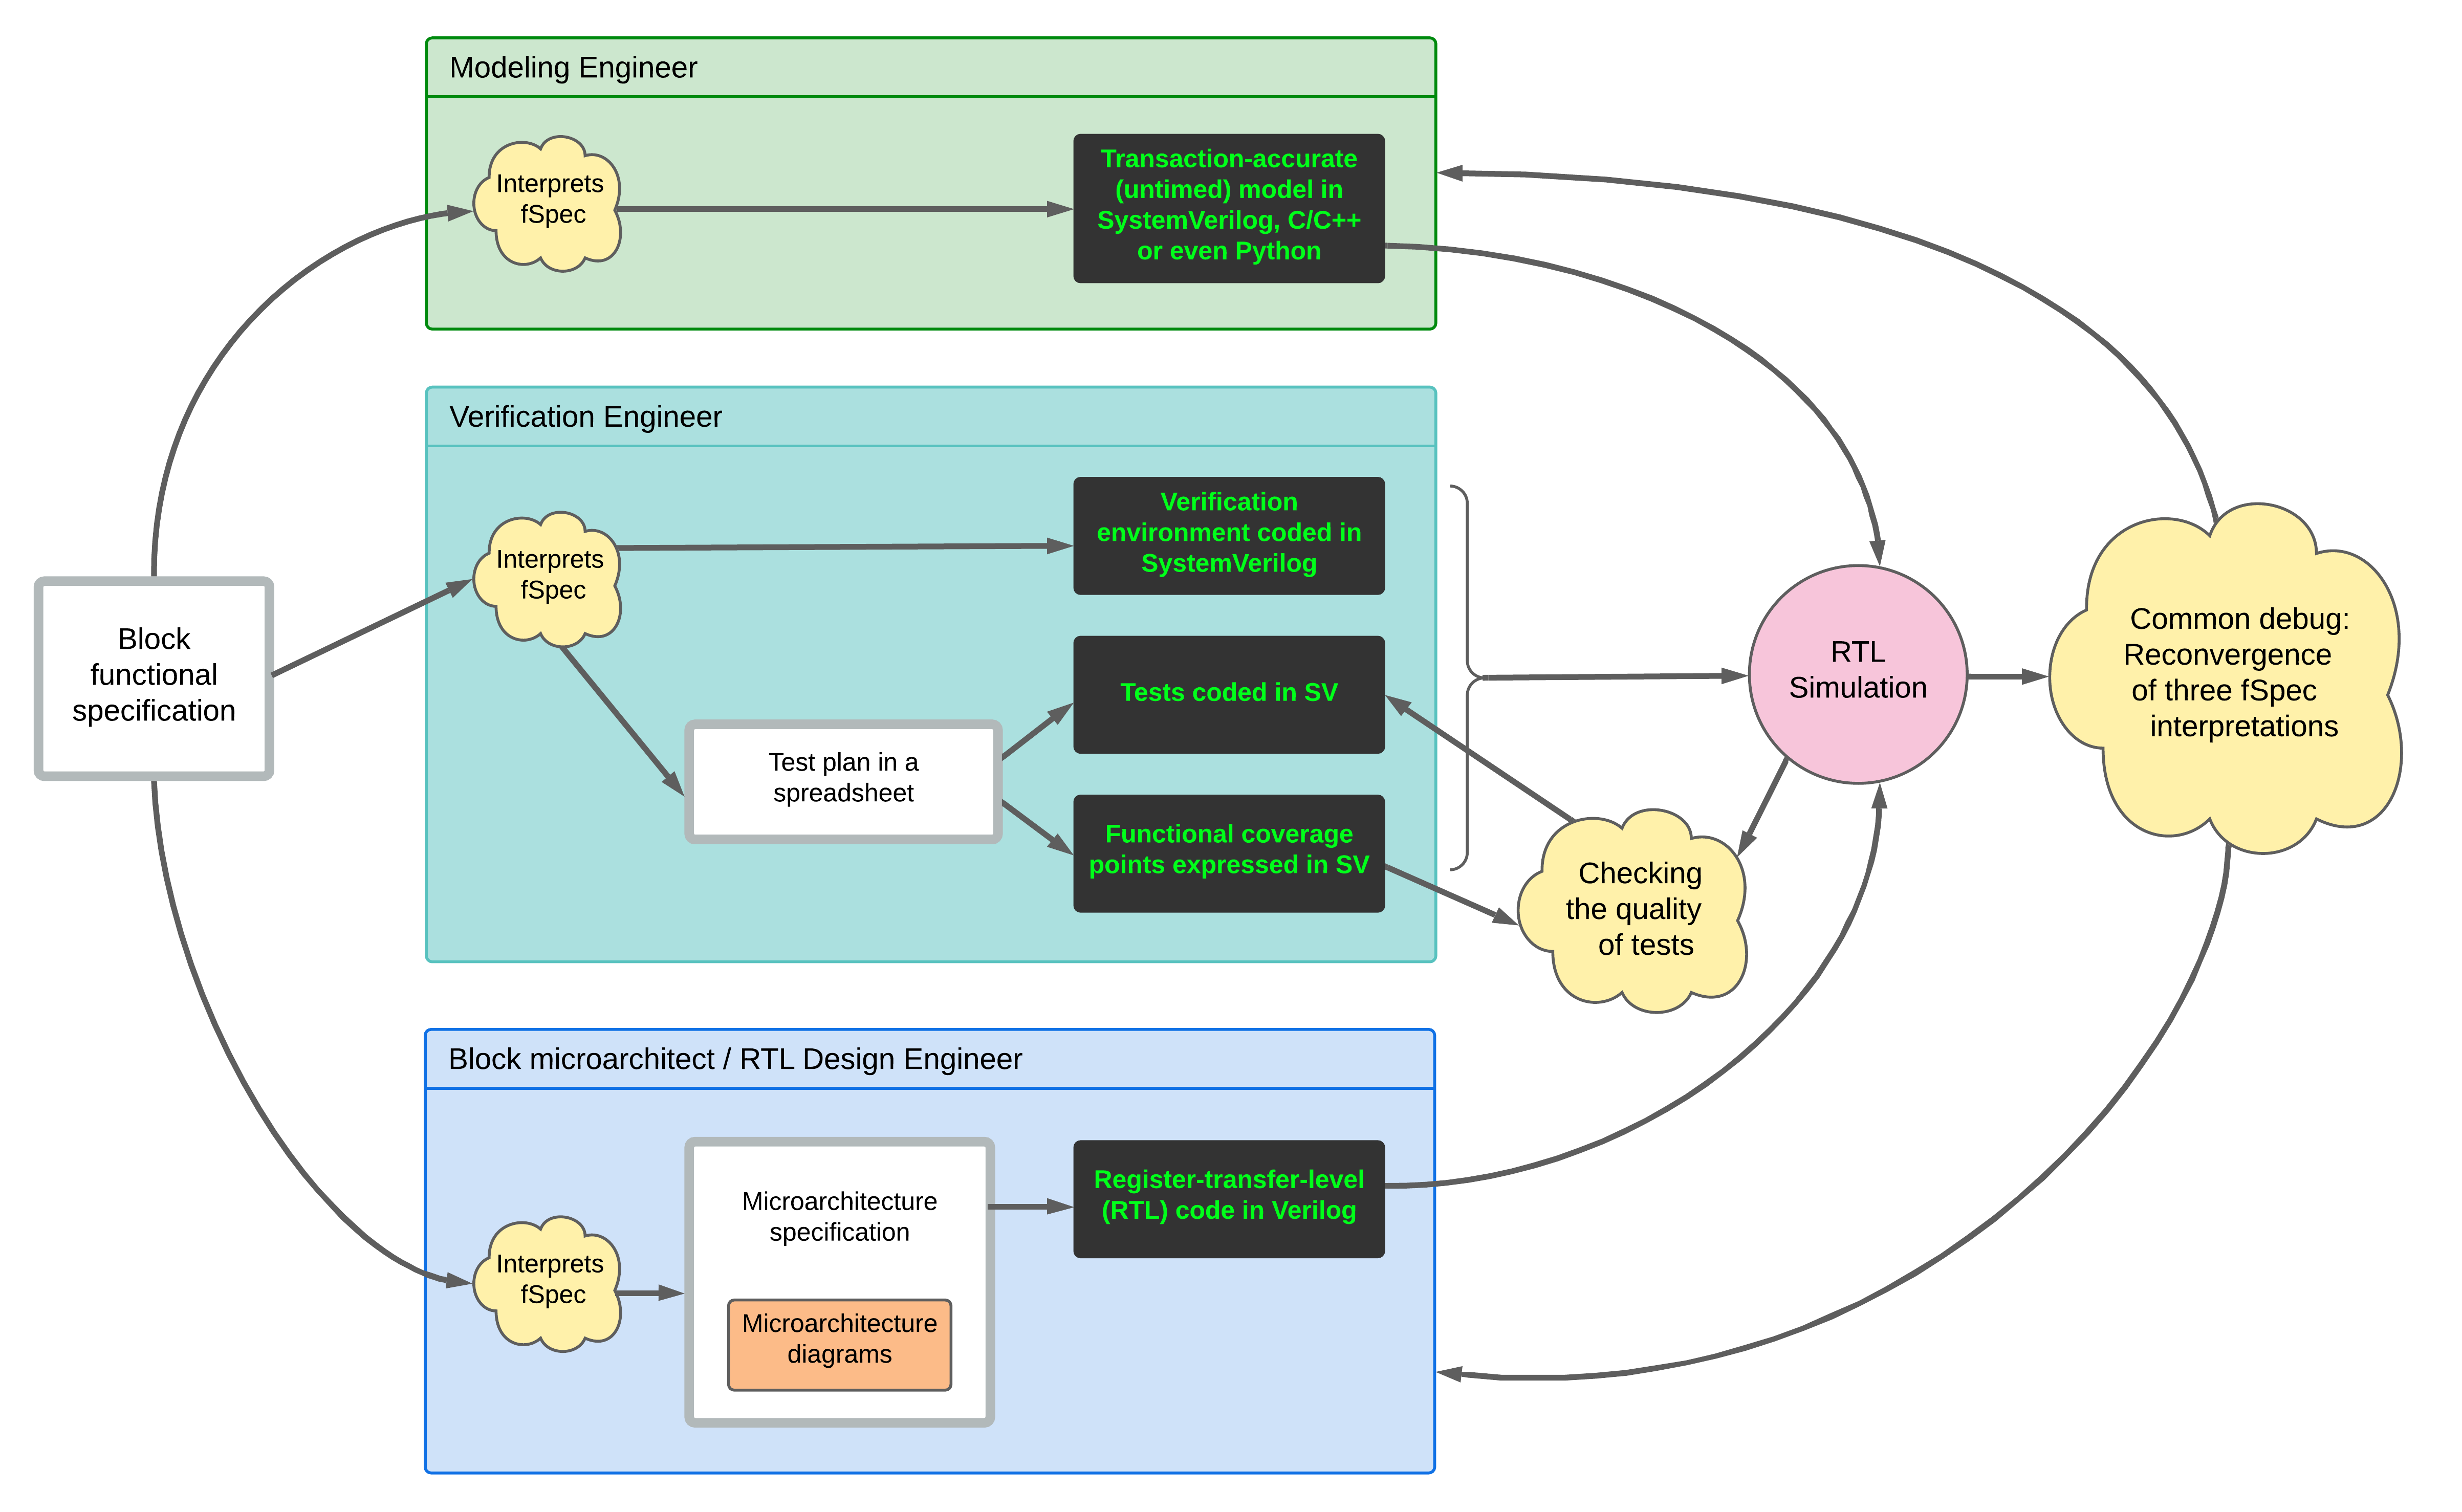 Modeling Engineer
Interprets
fSpec
Transaction-accurate
(untimed) model in
SystemVerilog, C/C++
or even Python
Verification Engineer
Interprets
fSpec
Verification
environment coded in
SystemVerilog
Block
functional
specification
Test plan in a
spreadsheet
Tests coded in SV
Functional coverage
points expressed in SV
RTL
Simulation
Common debug:
Reconvergence
of three fSpec
interpretations
Checking
the quality
of tests
Block microarchitect / RTL Design Engineer
Interprets
fSpec
Microarchitecture
specification
Microarchitecture
diagrams
Register-transfer-level
(RTL) code in Verilog